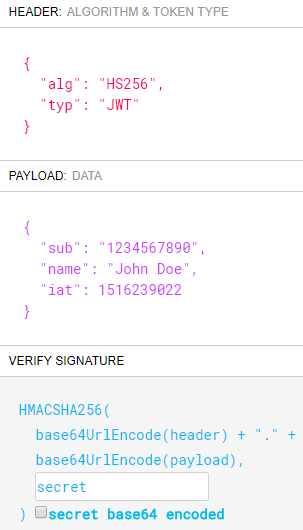 HEADER: ALGORITHM & TOKEN TYPE
{
"alg": "HS256",
"typ": "JWT"
}
PAYLOAD: DATA
{
"sub": "1234567890",
"name": "John Doe",
"iat": 1516239022
}
VERIFY SIGNATURE
HMACSHA256(
base64UrlEncode(header) + "." +
base64UrlEncode(payload),
secret
) secret base64 encoded